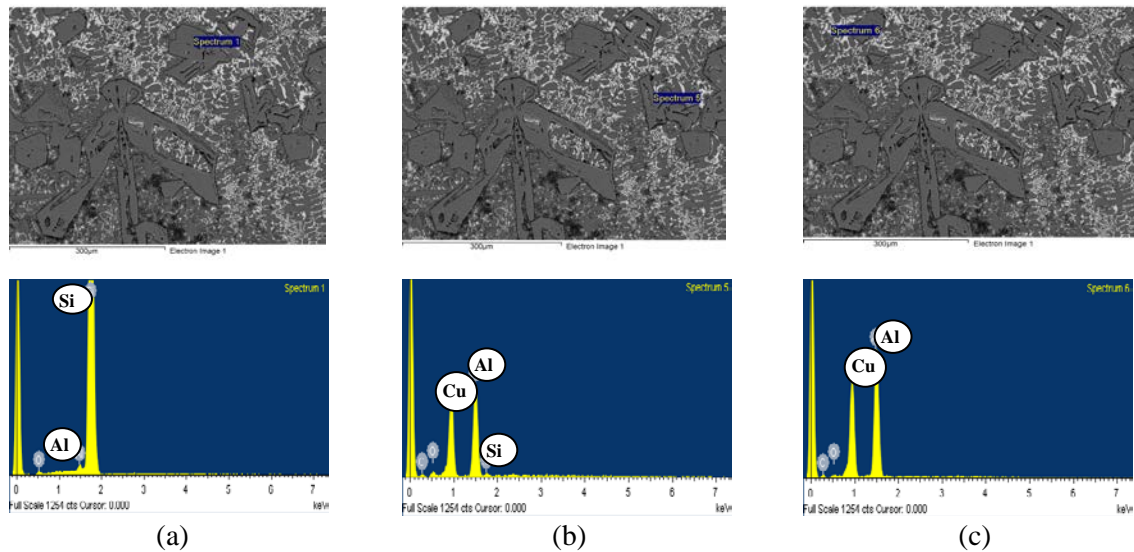 Spectrum 1
300µm Electron Image 1
Spectrum 5
300µm Electron Image 1
Spectrum 6
300µm Electron Image 1
Spectrum 1
Si
Al
0 1 2 3 4 5 6 7
Full Scale 1254 cts Cursor: 0.000 keV
Spectrum 5
Cu
Al
Si
0 1 2 3 4 5 6 7
Full Scale 1254 cts Cursor: 0.000 keV
Spectrum 6
Al
Cu
0 1 2 3 4 5 6 7
Full Scale 1254 cts Cursor: 0.000 keV
(a)
(b)
(c)